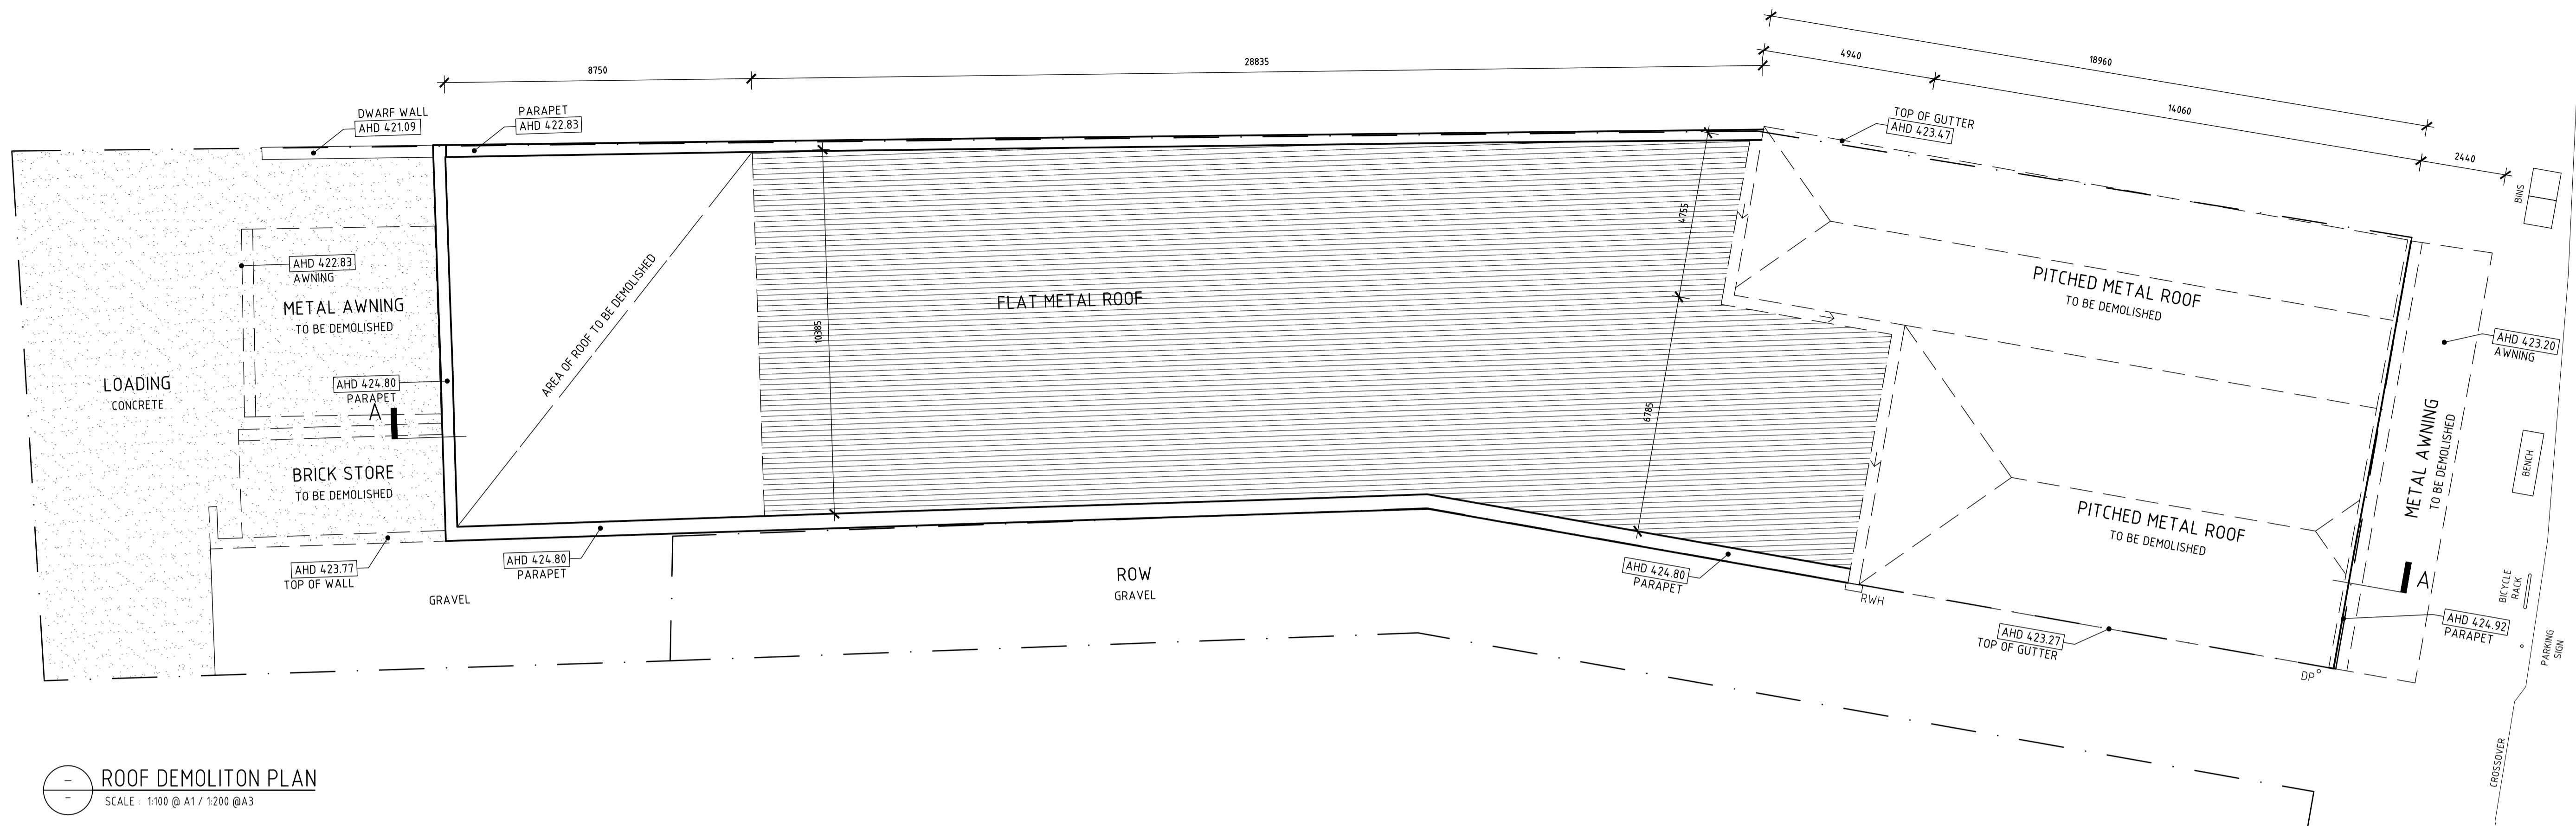 18960
4940
14060
2440
8750
28835
DWARF WALL
AHD 421.09
PARAPET
AHD 422.83
TOP OF GUTTER
AHD 423.47
BINS
4755
AHD 422.83
AWNING
METAL AWNING
TO BE DEMOLISHED
AREA OF ROOF TO BE DEMOLISHED
FLAT METAL ROOF
10385
PITCHED METAL ROOF
TO BE DEMOLISHED
AHD 423.20
AWNING
LOADING
CONCRETE
AHD 424.80
PARAPET
A
6785
METAL AWNING
TO BE DEMOLISHED
BENCH
BRICK STORE
TO BE DEMOLISHED
PITCHED METAL ROOF
TO BE DEMOLISHED
AHD 423.77
TOP OF WALL
AHD 424.80
PARAPET
GRAVEL
ROW
GRAVEL
AHD 424.80
PARAPET
RWH
A
BICYCLE
RACK
AHD 423.27
TOP OF GUTTER
AHD 424.92
PARAPET
PARKING
SIGN
DP
CROSSOVER
ROOF DEMOLITON PLAN
SCALE : 1:100 @ A1 / 1:200 @A3